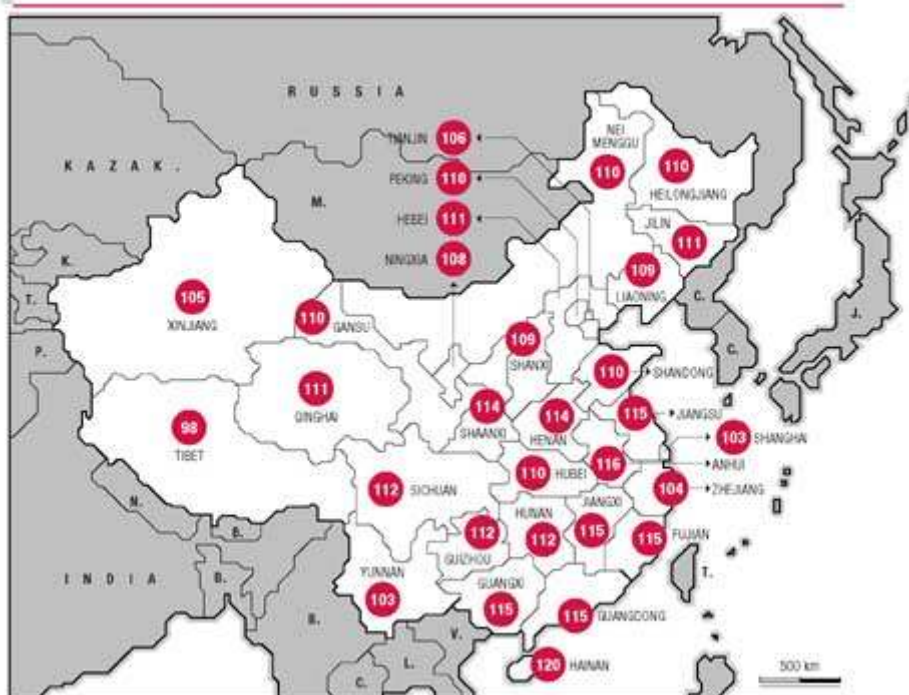 RUSSIA
TIANJIN 106
NEI
MENGGU
110
KAZAK.
PEKING 110
110
HEILONGJIANG
M.
HEBEI 111
JILIN
111
K.
NINGXIA 108
109
LIAONING
T.
105
XINJIANG
110 GANSU
C.
J.
P.
109
SHANXI
C.
111
QINGHAI
110 SHANDONG
98
TIBET
114
SHAANXI
114
HENAN
115 JIANGSU
103 SHANGHAI
110 HUBEI
116
ANHUI
112 SICHUAN
104 ZHEJIANG
N.
B.
HUNAN
112
JIANGXI
115
112
GUIZHOU
115
FUJIAN
INDIA
B.
B.
YUNNAN
103
GUANGXI
115
T.
115 GUANGDONG
V.
L.
C.
120 HAINAN
500 km